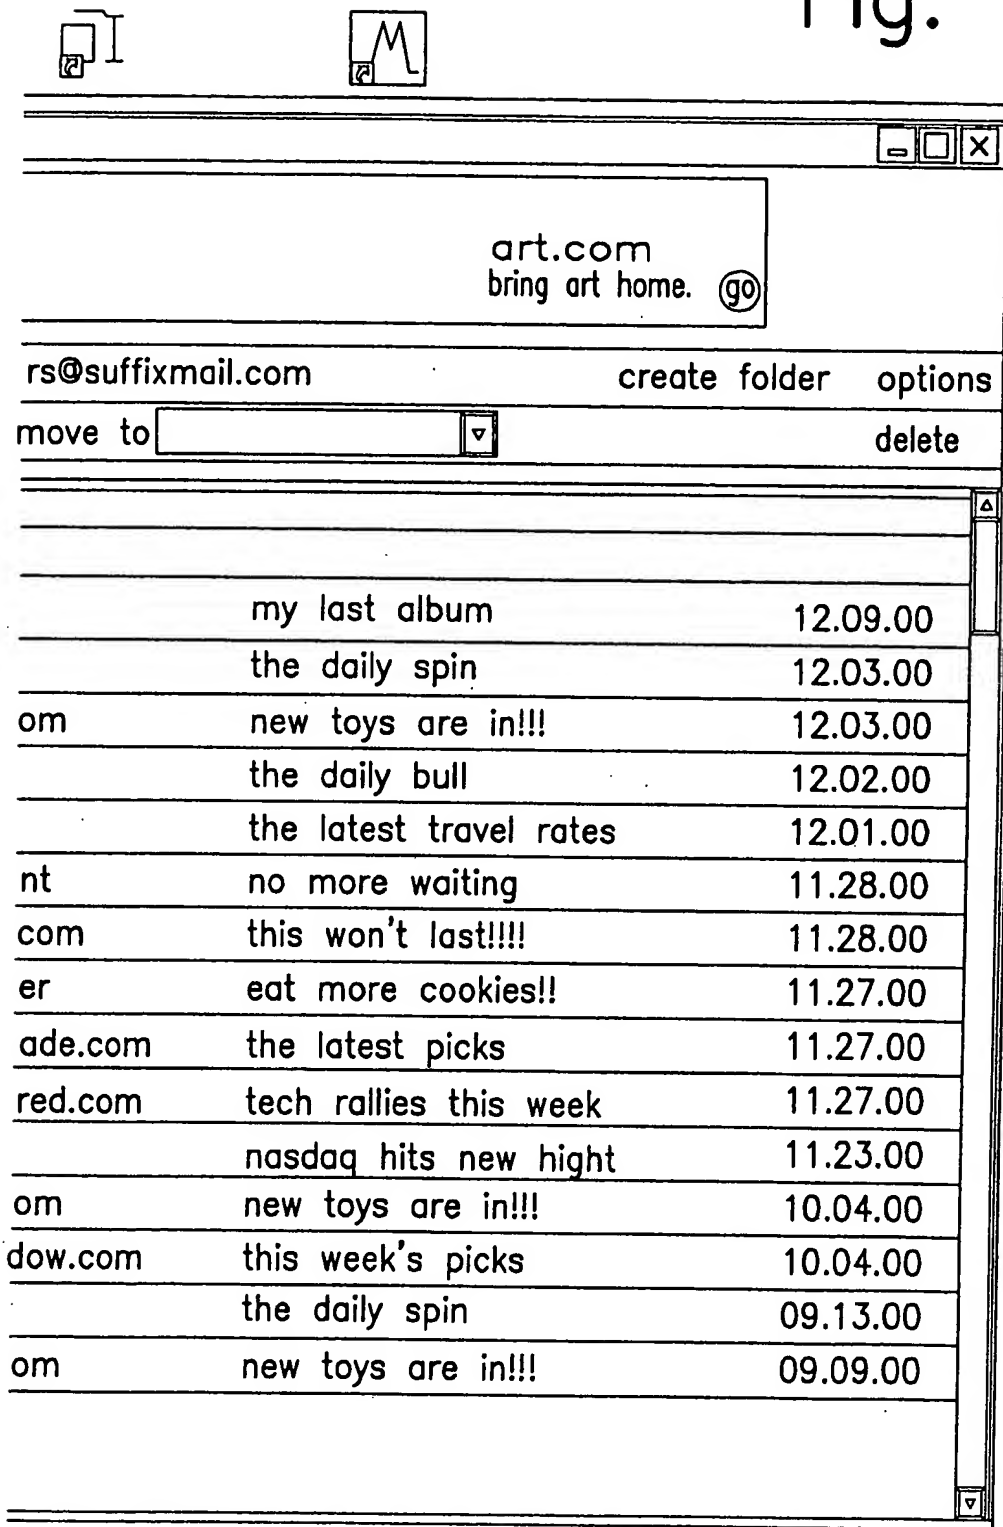 Fig.
art.com
bring art home. go
rs@suffixmail.com create folder options
move to delete
my last album 12.09.00
the daily spin 12.03.00
om new toys are in!!! 12.03.00
the daily bull 12.02.00
the latest travel rates 12.01.00
nt no more waiting 11.28.00
com this won't last!!!! 11.28.00
er eat more cookies!! 11.27.00
ade.com the latest picks 11.27.00
red.com tech rallies this week 11.27.00
nasdaq hits new hight 11.23.00
om new toys are in!!! 10.04.00
dow.com this week's picks 10.04.00
the daily spin 09.13.00
om new toys are in!!! 09.09.00